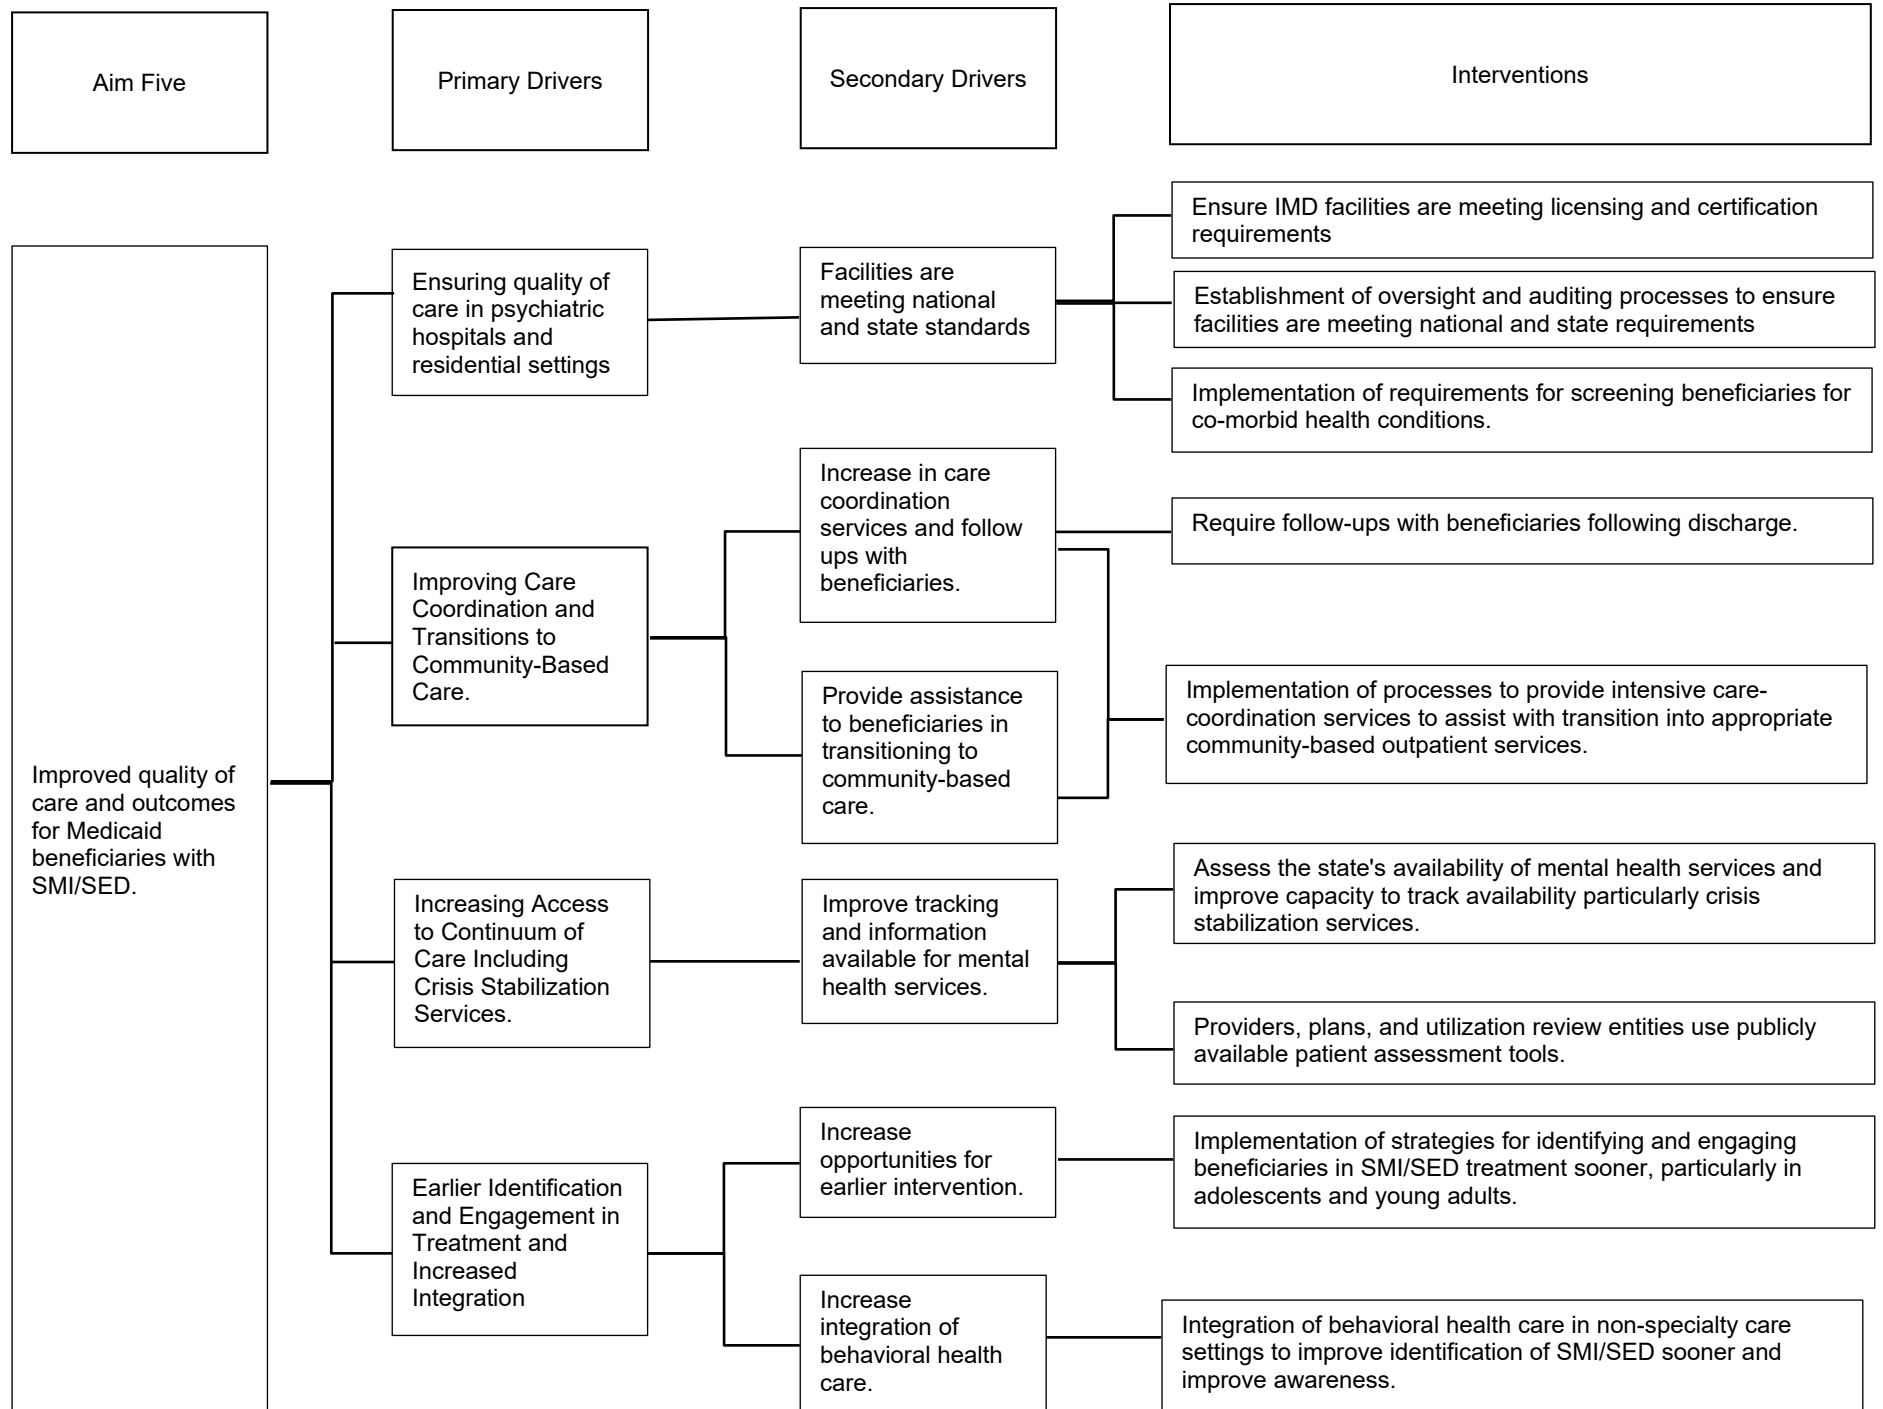 Aim Five
Primary Drivers
Secondary Drivers
Interventions
Improved quality of
care and outcomes
for Medicaid
beneficiaries with
SMI/SED.
Ensuring quality of
care in psychiatric
hospitals and
residential settings
Facilities are
meeting national
and state standards
Ensure IMD facilities are meeting licensing and certification
requirements
Establishment of oversight and auditing processes to ensure
facilities are meeting national and state requirements
Implementation of requirements for screening beneficiaries for
co-morbid health conditions.
Improving Care
Coordination and
Transitions to
Community-Based
Care.
Increase in care
coordination
services and follow
ups with
beneficiaries.
Require follow-ups with beneficiaries following discharge.
Provide assistance
to beneficiaries in
transitioning to
community-based
care.
Implementation of processes to provide intensive care-
coordination services to assist with transition into appropriate
community-based outpatient services.
Increasing Access
to Continuum of
Care Including
Crisis Stabilization
Services.
Improve tracking
and information
available for mental
health services.
Assess the state's availability of mental health services and
improve capacity to track availability particularly crisis
stabilization services.
Providers, plans, and utilization review entities use publicly
available patient assessment tools.
Earlier Identification
and Engagement in
Treatment and
Increased
Integration
Increase
opportunities for
earlier intervention.
Implementation of strategies for identifying and engaging
beneficiaries in SMI/SED treatment sooner, particularly in
adolescents and young adults.
Increase
integration of
behavioral health
care.
Integration of behavioral health care in non-specialty care
settings to improve identification of SMI/SED sooner and
improve awareness.